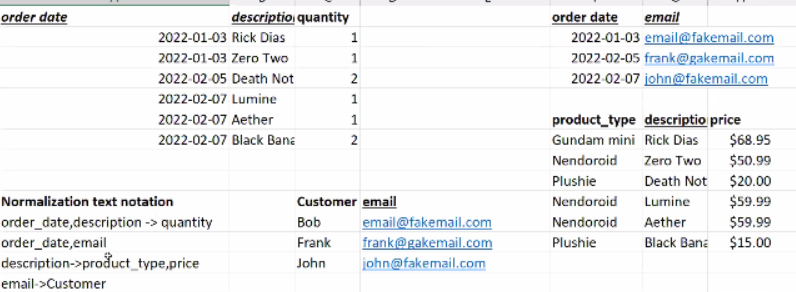 order date descriptio quantity order date email
2022-01-03 Rick Dias 1 2022-01-03 email@fakemail.com
2022-01-03 Zero Two 1 2022-02-05 frank@gakemail.com
2022-02-05 Death Not 2 2022-02-07 john@fakemail.com
2022-02-07 Lumine 1
2022-02-07 Aether 1 product_type descriptio price
2022-02-07 Black Bana 2 Gundam mini Rick Dias $68.95
Nendoroid Zero Two $50.99
Plushie Death Not $20.00
Normalization text notation Customer email Nendoroid Lumine $59.99
order_date,description -> quantity Bob email@fakemail.com Nendoroid Aether $59.99
order_date,email Frank frank@gakemail.com Plushie Black Bana $15.00
description->product_type,price John john@fakemail.com
email->Customer